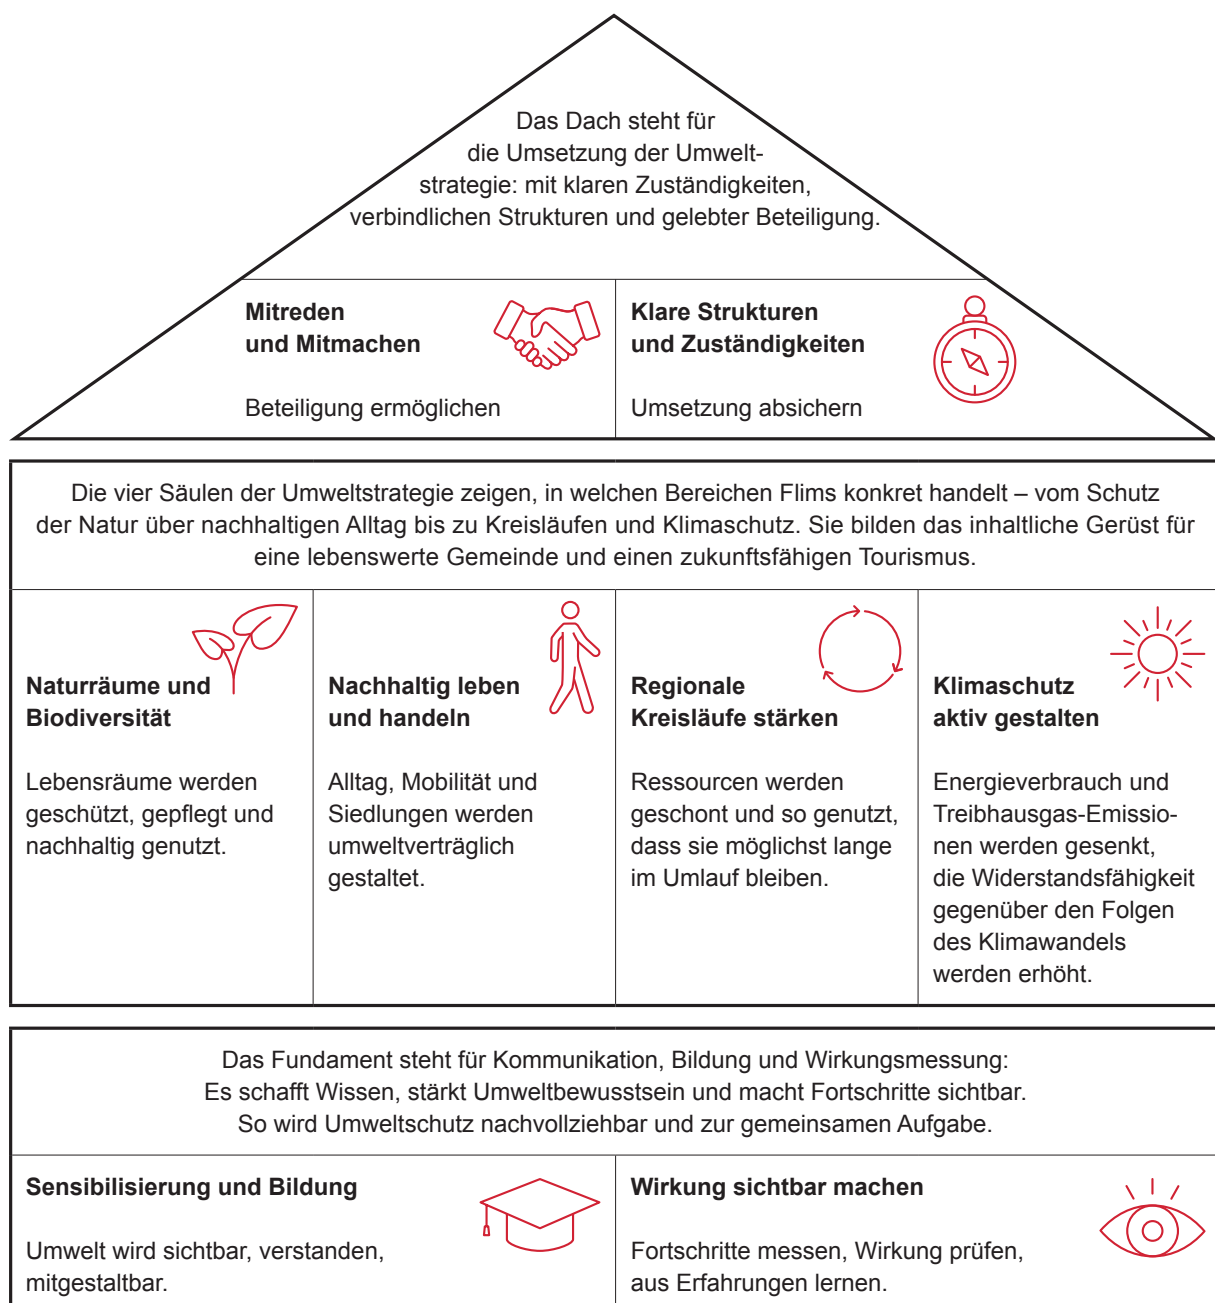 Das Dach steht für
die Umsetzung der Umwelt-
strategie: mit klaren Zuständigkeiten,
verbindlichen Strukturen und gelebter Beteiligung.
Mitreden
und Mitmachen
Beteiligung ermöglichen
Klare Strukturen
und Zuständigkeiten
Umsetzung absichern
Die vier Säulen der Umweltstrategie zeigen, in welchen Bereichen Flims konkret handelt – vom Schutz
der Natur über nachhaltigen Alltag bis zu Kreisläufen und Klimaschutz. Sie bilden das inhaltliche Gerüst für
eine lebenswerte Gemeinde und einen zukunftsfähigen Tourismus.
Naturräume und
Biodiversität
Lebensräume werden
geschützt, gepflegt und
nachhaltig genutzt.
Nachhaltig leben
und handeln
Alltag, Mobilität und
Siedlungen werden
umweltverträglich
gestaltet.
Regionale
Kreisläufe stärken
Ressourcen werden
geschont und so genutzt,
dass sie möglichst lange
im Umlauf bleiben.
Klimaschutz
aktiv gestalten
Energieverbrauch und
Treibhausgas-Emissio-
nen werden gesenkt,
die Widerstandsfähigkeit
gegenüber den Folgen
des Klimawandels
werden erhöht.
Das Fundament steht für Kommunikation, Bildung und Wirkungsmessung:
Es schafft Wissen, stärkt Umweltbewusstsein und macht Fortschritte sichtbar.
So wird Umweltschutz nachvollziehbar und zur gemeinsamen Aufgabe.
Sensibilisierung und Bildung
Umwelt wird sichtbar, verstanden,
mitgestaltbar.
Wirkung sichtbar machen
Fortschritte messen, Wirkung prüfen,
aus Erfahrungen lernen.